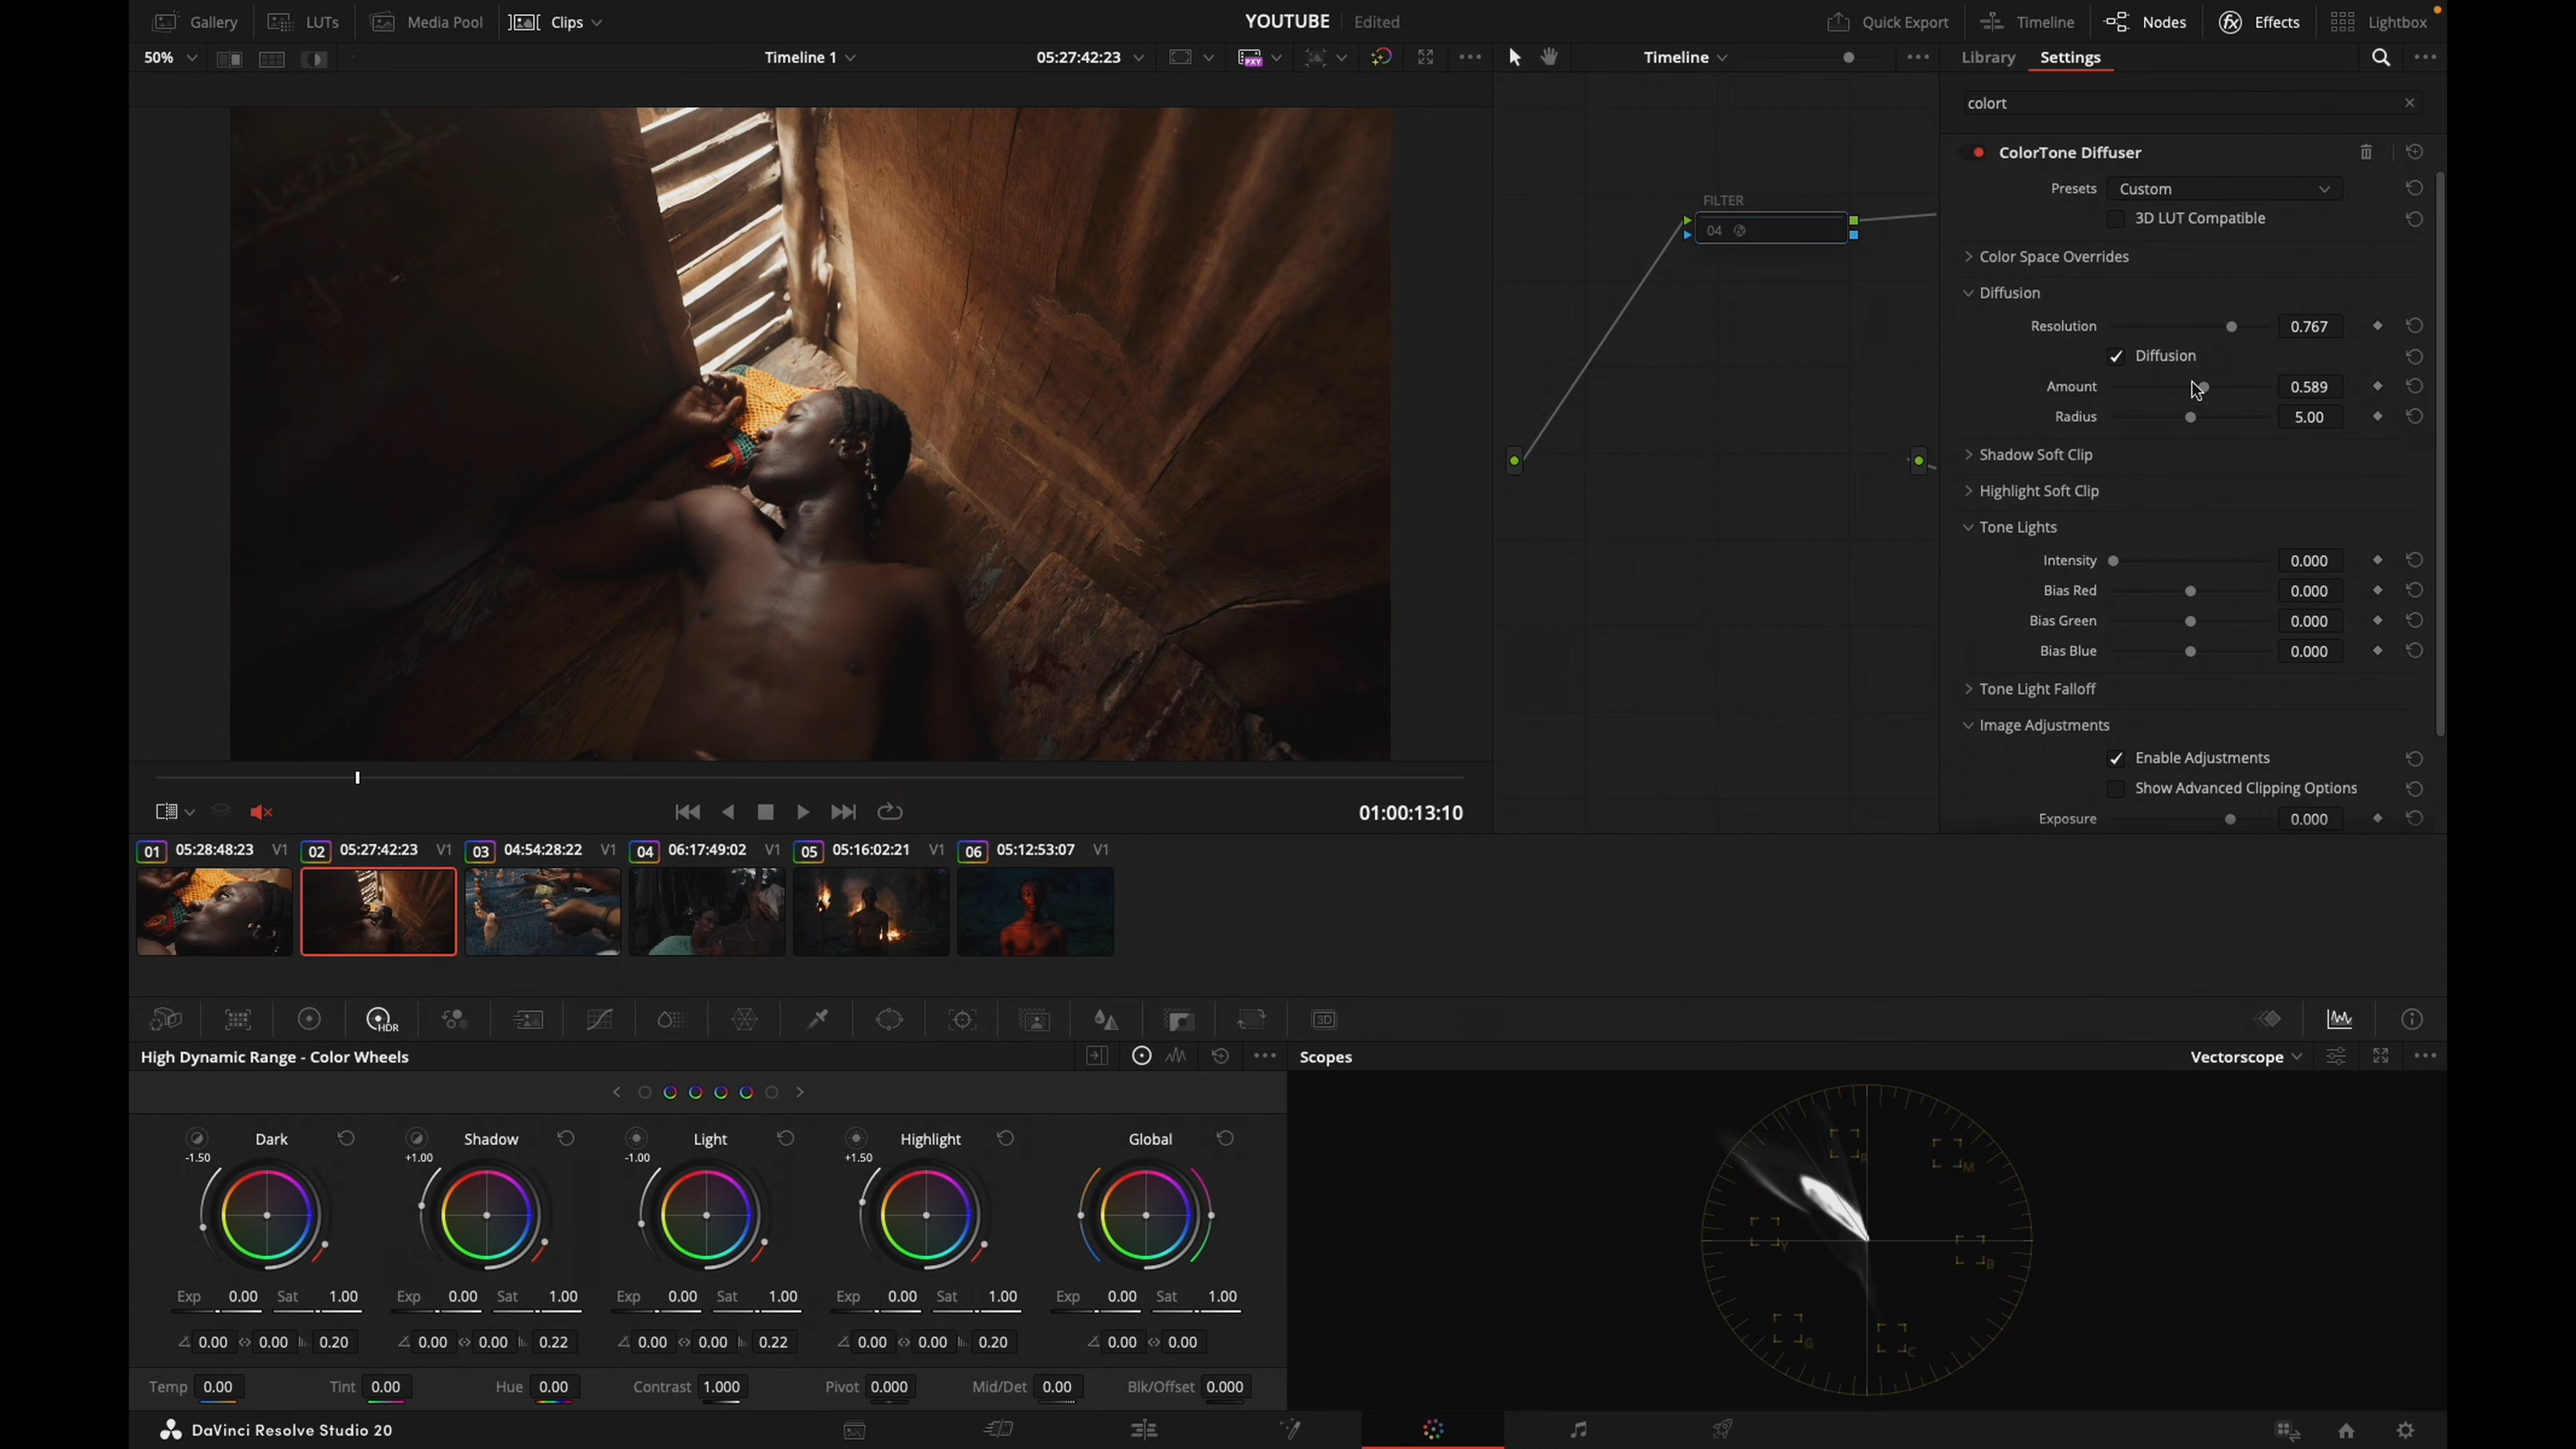 Gallery LUTs Media Pool Clips YOUTUBE Edited Quick Export Timeline Nodes Effects Lightbox
50% Timeline 1 05:27:42:23 PXY Timeline Library Settings
colort
ColorTone Diffuser
Presets Custom
3D LUT Compatible
Color Space Overrides
Diffusion
Resolution 0.767
Diffusion
Amount 0.589
Radius 5.00
Shadow Soft Clip
Highlight Soft Clip
Tone Lights
Intensity 0.000
Bias Red 0.000
Bias Green 0.000
Bias Blue 0.000
Tone Light Falloff
Image Adjustments
Enable Adjustments
Show Advanced Clipping Options
Exposure 0.000
FILTER
04
01:00:13:10
01 05:28:48:23 V1 02 05:27:42:23 V1 03 04:54:28:22 V1 04 06:17:49:02 V1 05 05:16:02:21 V1 06 05:12:53:07 V1
HDR 3D
High Dynamic Range - Color Wheels
Dark Shadow Light Highlight Global
-1.50 +1.00 -1.00 +1.50
Exp 0.00 Sat 1.00 Exp 0.00 Sat 1.00 Exp 0.00 Sat 1.00 Exp 0.00 Sat 1.00 Exp 0.00 Sat 1.00
0.00 0.00 0.20 0.00 0.00 0.22 0.00 0.00 0.22 0.00 0.00 0.20 0.00 0.00
Temp 0.00 Tint 0.00 Hue 0.00 Contrast 1.000 Pivot 0.000 Mid/Det 0.00 Blk/Offset 0.000
Scopes Vectorscope
R M
Y B
G C
DaVinci Resolve Studio 20